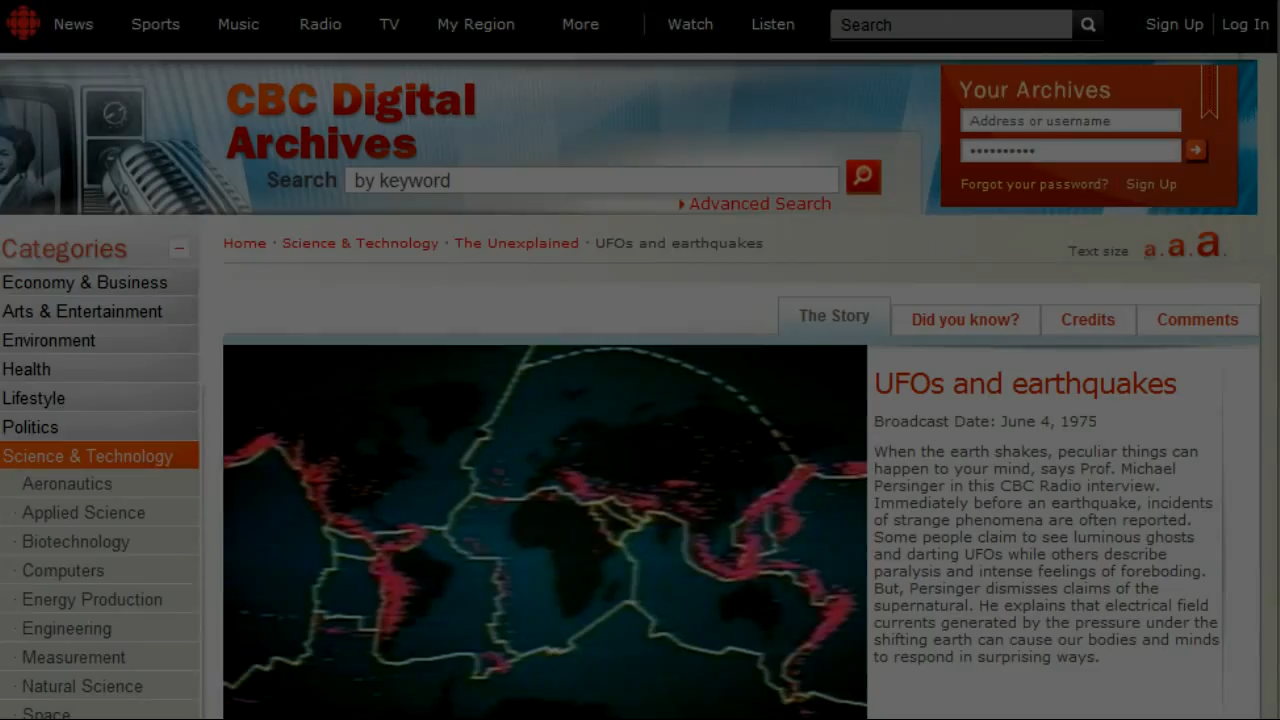 News Sports Music Radio TV My Region More Watch Listen Search Sign Up Log In
CBC Digital
Archives
Search by keyword
Advanced Search
Your Archives
Address or username
••••••••••
Forgot your password? Sign Up
Categories
Economy & Business
Arts & Entertainment
Environment
Health
Lifestyle
Politics
Science & Technology
· Aeronautics
· Applied Science
· Biotechnology
· Computers
· Energy Production
· Engineering
· Measurement
· Natural Science
· Space
Home · Science & Technology · The Unexplained · UFOs and earthquakes
Text size a. a. a.
The Story Did you know? Credits Comments
UFOs and earthquakes
Broadcast Date: June 4, 1975
When the earth shakes, peculiar things can
happen to your mind, says Prof. Michael
Persinger in this CBC Radio interview.
Immediately before an earthquake, incidents
of strange phenomena are often reported.
Some people claim to see luminous ghosts
and darting UFOs while others describe
paralysis and intense feelings of foreboding.
But, Persinger dismisses claims of the
supernatural. He explains that electrical field
currents generated by the pressure under the
shifting earth can cause our bodies and minds
to respond in surprising ways.